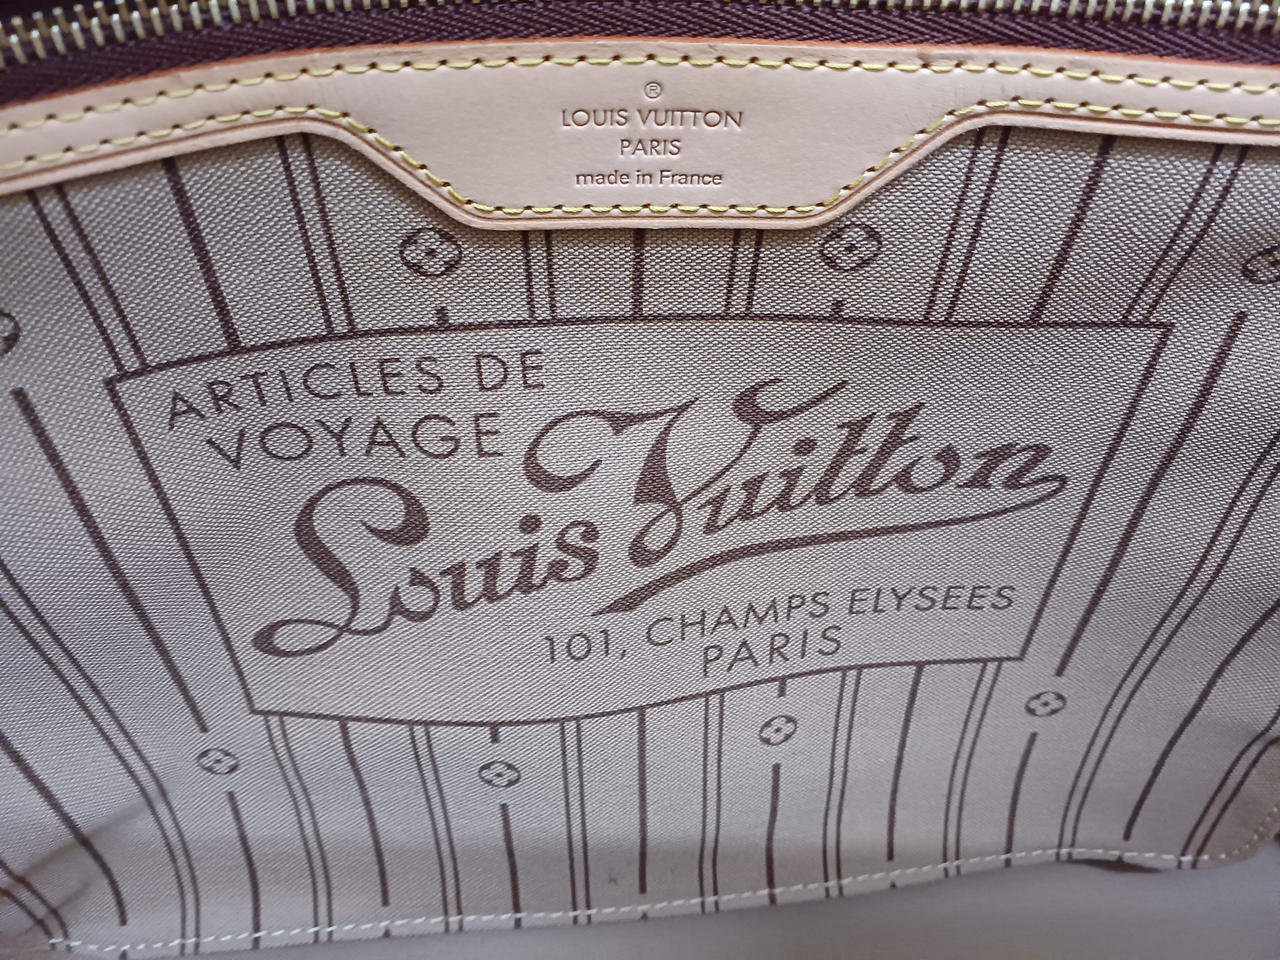 ®
LOUIS VUITTON
PARIS
made in France
ARTICLES DE
VOYAGE
Louis Vuitton
101, CHAMPS ELYSEES
PARIS